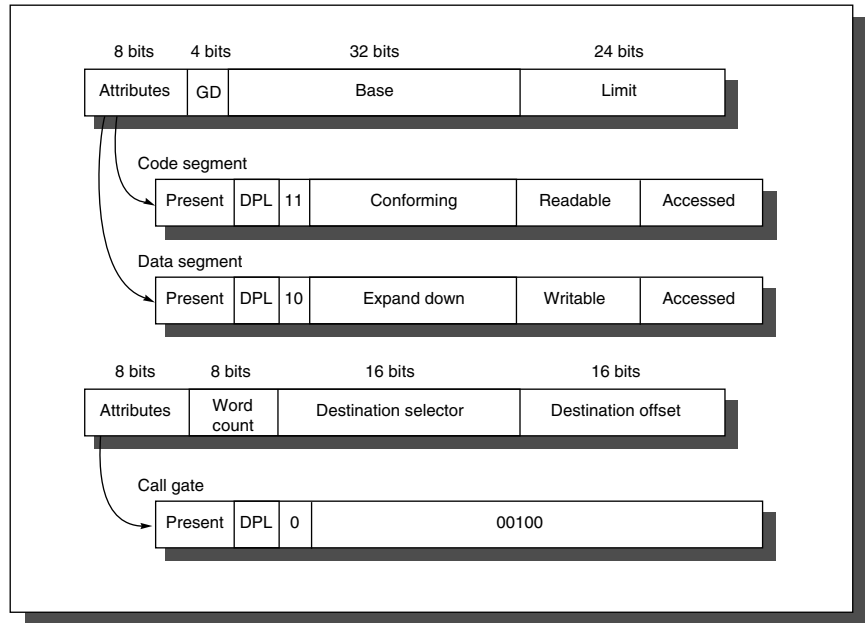 8 bits 4 bits 32 bits 24 bits
Attributes GD Base Limit
Code segment
Present DPL 11 Conforming Readable Accessed
Data segment
Present DPL 10 Expand down Writable Accessed
8 bits 8 bits 16 bits 16 bits
Attributes Word count Destination selector Destination offset
Call gate
Present DPL 0 00100